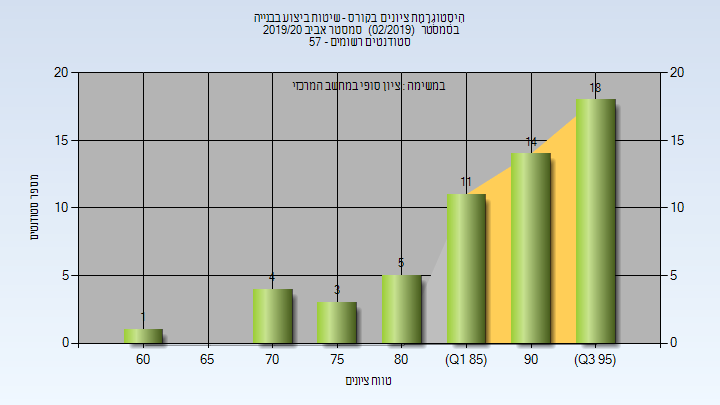 הִיסְטוֹגְרַמַת ציונים בקורס - שיטות ביצוע בבנייה
בסמסטר (02/2019) סמסטר אביב 2019/20
סטודנטים רשומים - 57
במשימה : ציון סופי במחשב המרכזי
מספר סטודנטים
20 20
15 15
10 10
5 5
0 0
1 4 3 5 11 14 18
60 65 70 75 80 (Q1 85) 90 (Q3 95)
טווח ציונים